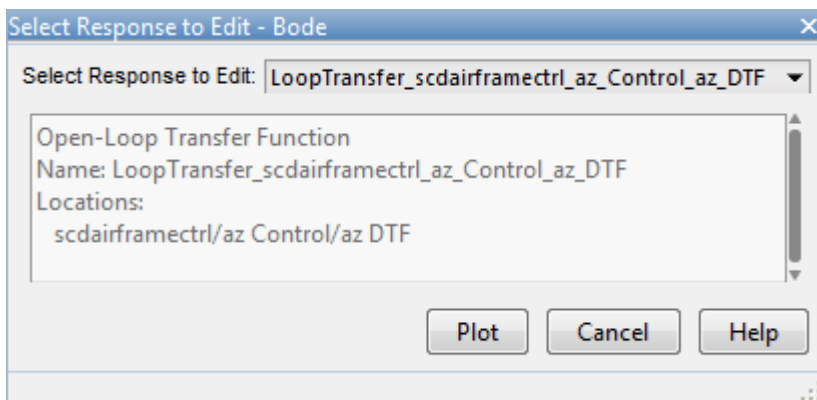 Select Response to Edit - Bode
Select Response to Edit: LoopTransfer_scdairframectrl_az_Control_az_DTF
Open-Loop Transfer Function
Name: LoopTransfer_scdairframectrl_az_Control_az_DTF
Locations:
scdairframectrl/az Control/az DTF
Plot Cancel Help